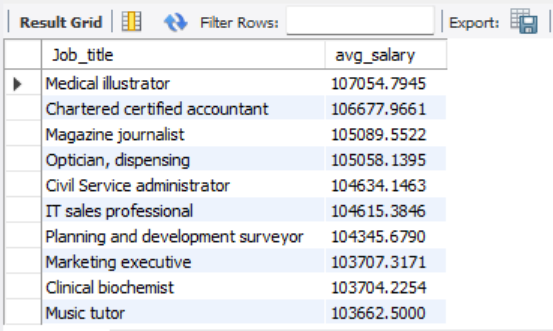 Result Grid Filter Rows: Export:
Job_title avg_salary
Medical illustrator 107054.7945
Chartered certified accountant 106677.9661
Magazine journalist 105089.5522
Optician, dispensing 105058.1395
Civil Service administrator 104634.1463
IT sales professional 104615.3846
Planning and development surveyor 104345.6790
Marketing executive 103707.3171
Clinical biochemist 103704.2254
Music tutor 103662.5000